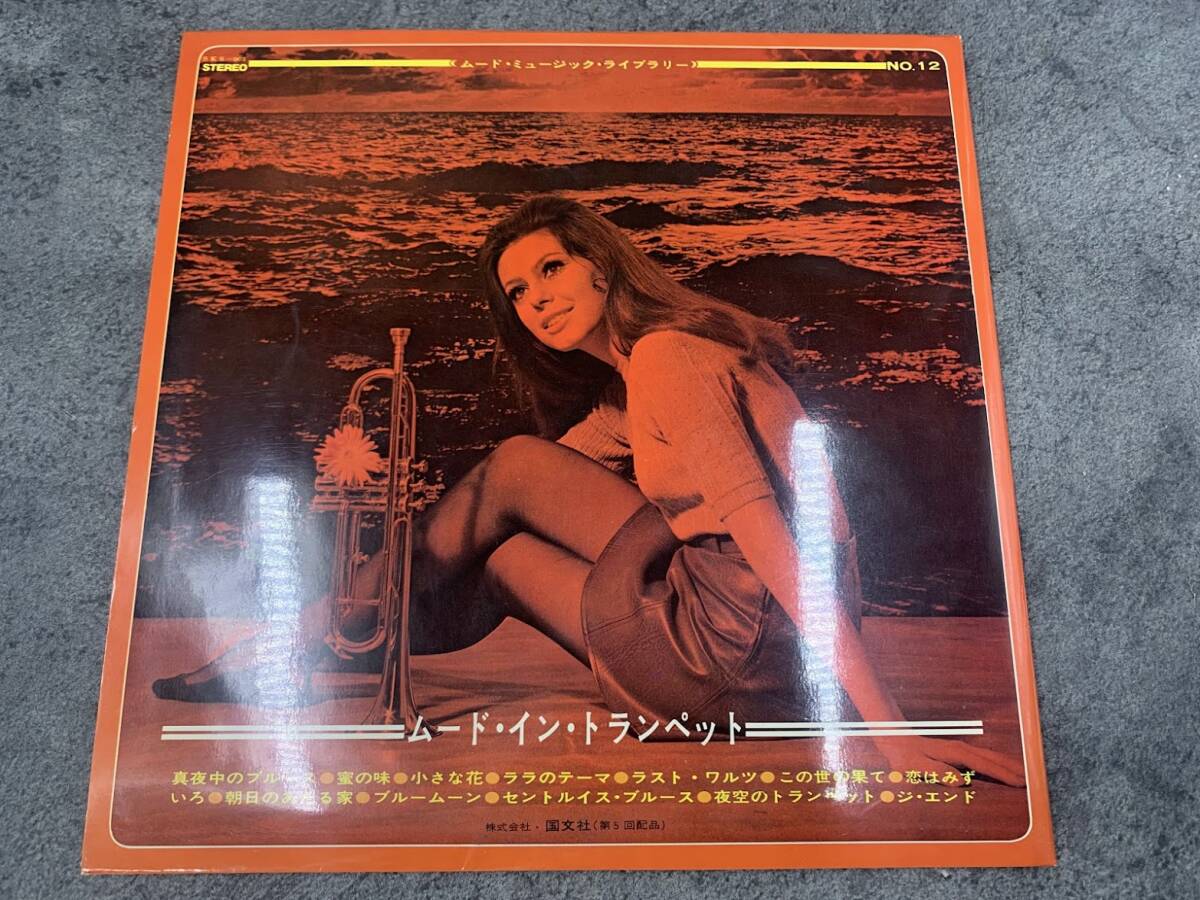 STEREO
《ムード・ミュージック・ライブラリー》
NO.12
ムード・イン・トランペット
真夜中のブルース●蜜の味●小さな花●ララのテーマ●ラスト・ワルツ●この世の果て●恋はみず
いろ●朝日のあたる家●ブルームーン●セントルイス・ブルース●夜空のトランペット●ジ・エンド
株式会社・国文社(第5回配品)